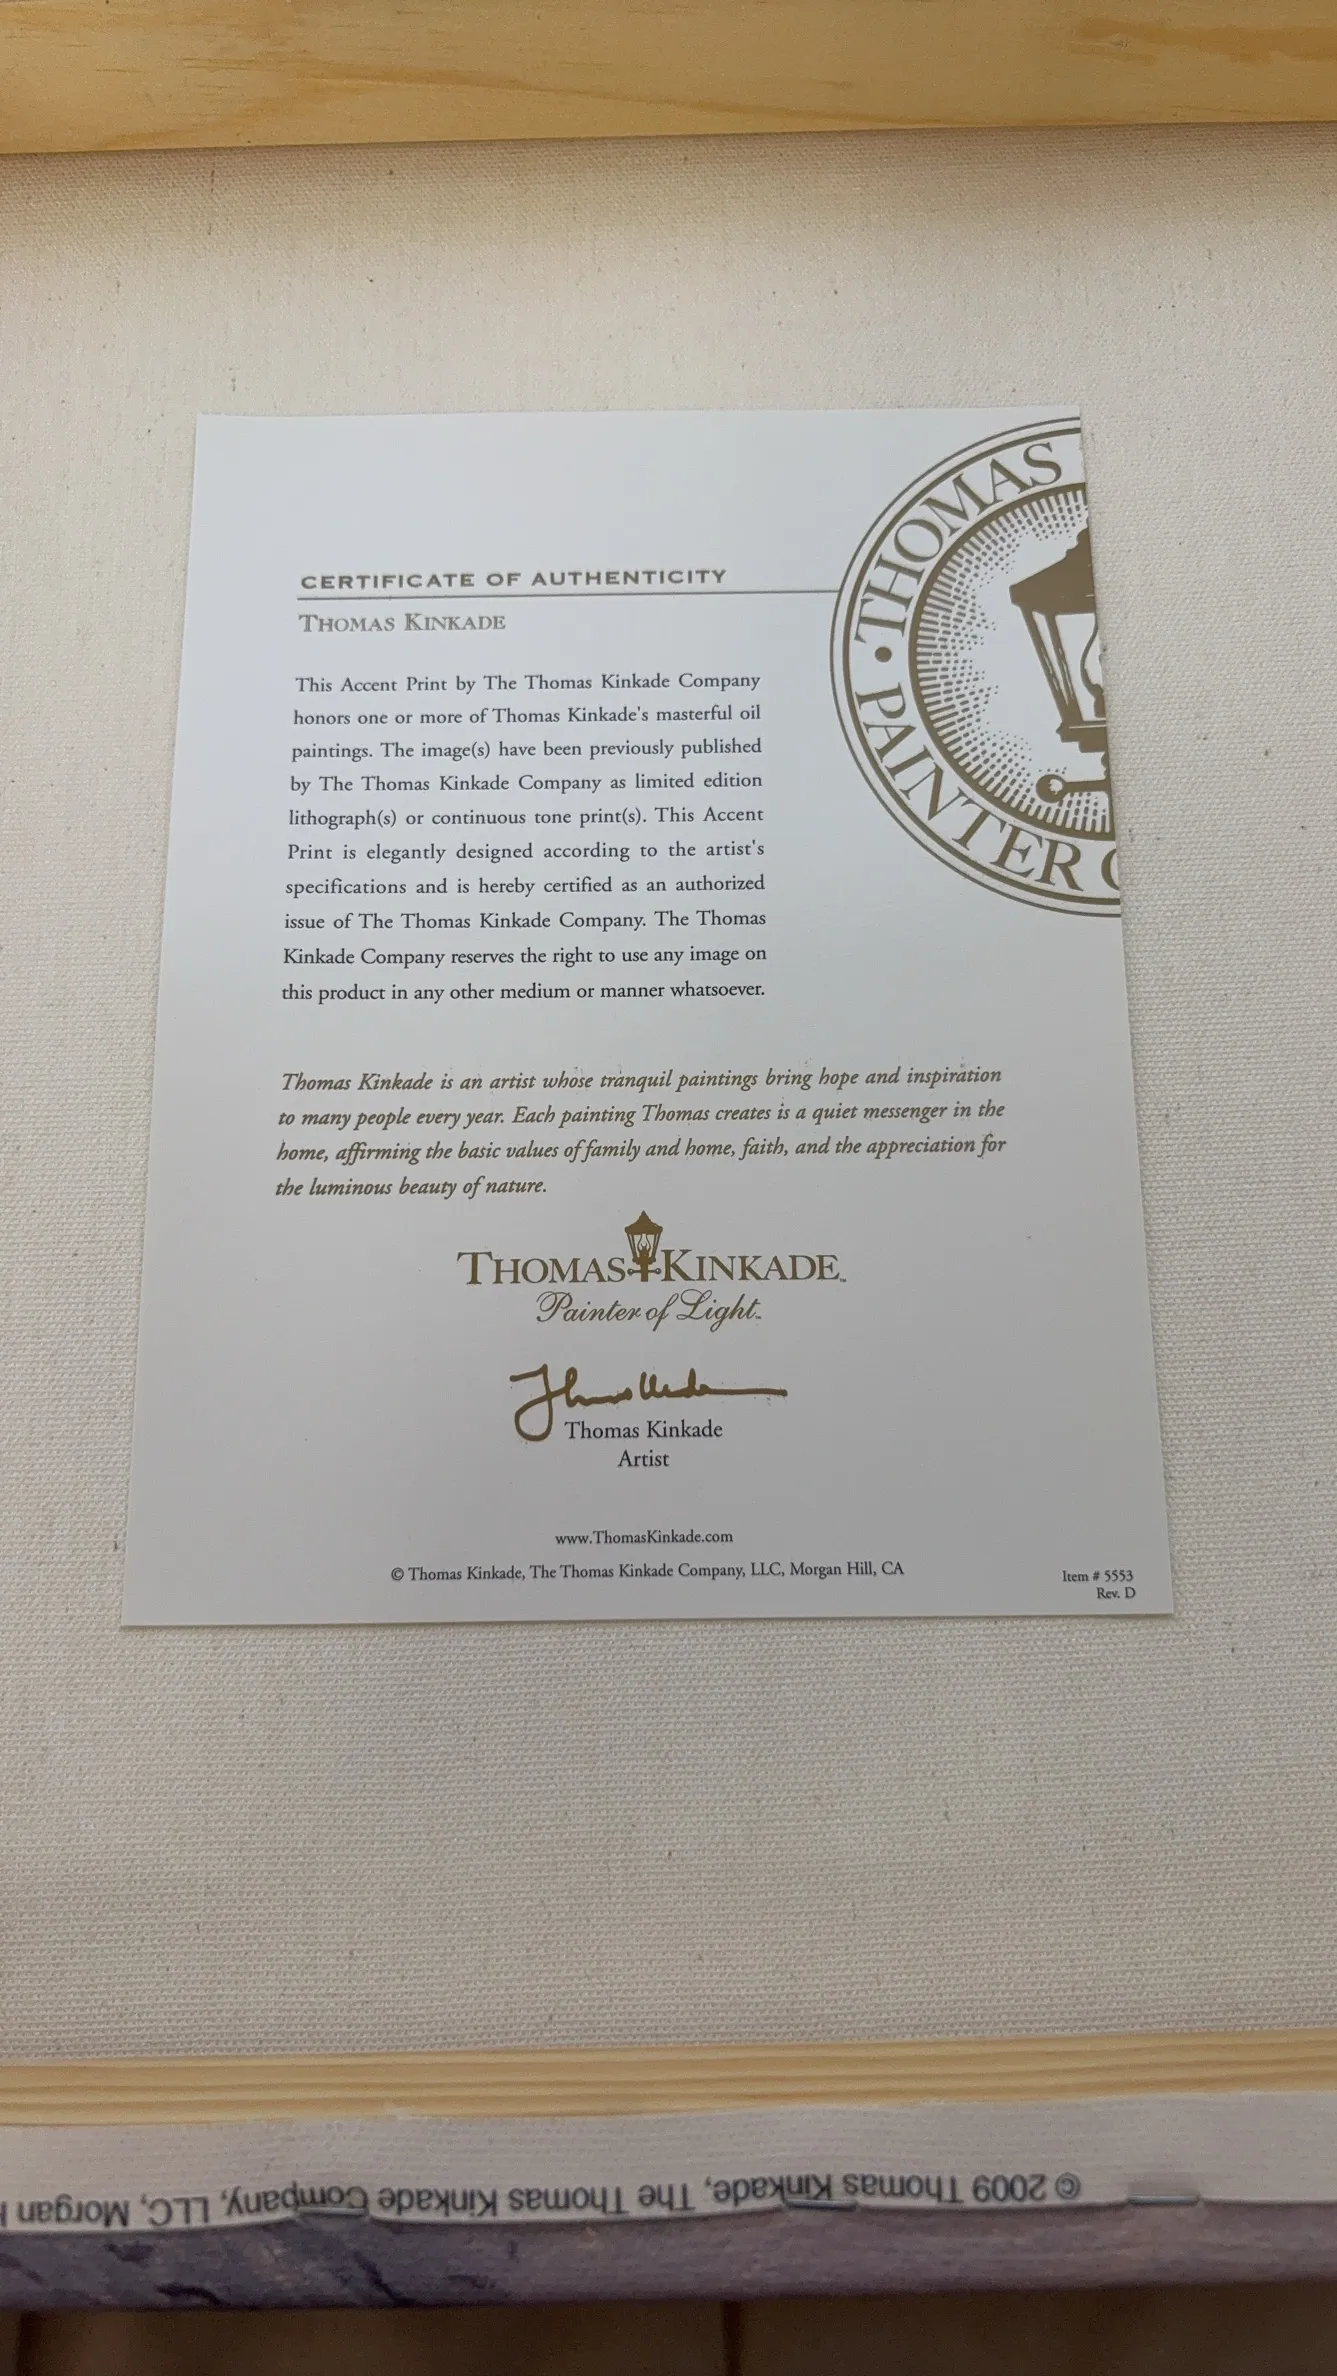 CERTIFICATE OF AUTHENTICITY
THOMAS KINKADE
This Accent Print by The Thomas Kinkade Company
honors one or more of Thomas Kinkade's masterful oil
paintings. The image(s) have been previously published
by The Thomas Kinkade Company as limited edition
lithograph(s) or continuous tone print(s). This Accent
Print is elegantly designed according to the artist's
specifications and is hereby certified as an authorized
issue of The Thomas Kinkade Company. The Thomas
Kinkade Company reserves the right to use any image on
this product in any other medium or manner whatsoever.
THOMAS
PAINTER
Thomas Kinkade is an artist whose tranquil paintings bring hope and inspiration
to many people every year. Each painting Thomas creates is a quiet messenger in the
home, affirming the basic values of family and home, faith, and the appreciation for
the luminous beauty of nature.
THOMAS KINKADE™
Painter of Light™
Thomas Kinkade
Artist
www.ThomasKinkade.com
© Thomas Kinkade, The Thomas Kinkade Company, LLC, Morgan Hill, CA
Item # 5553
Rev. D
© 2009 Thomas Kinkade, The Thomas Kinkade Company, LLC, Morgan